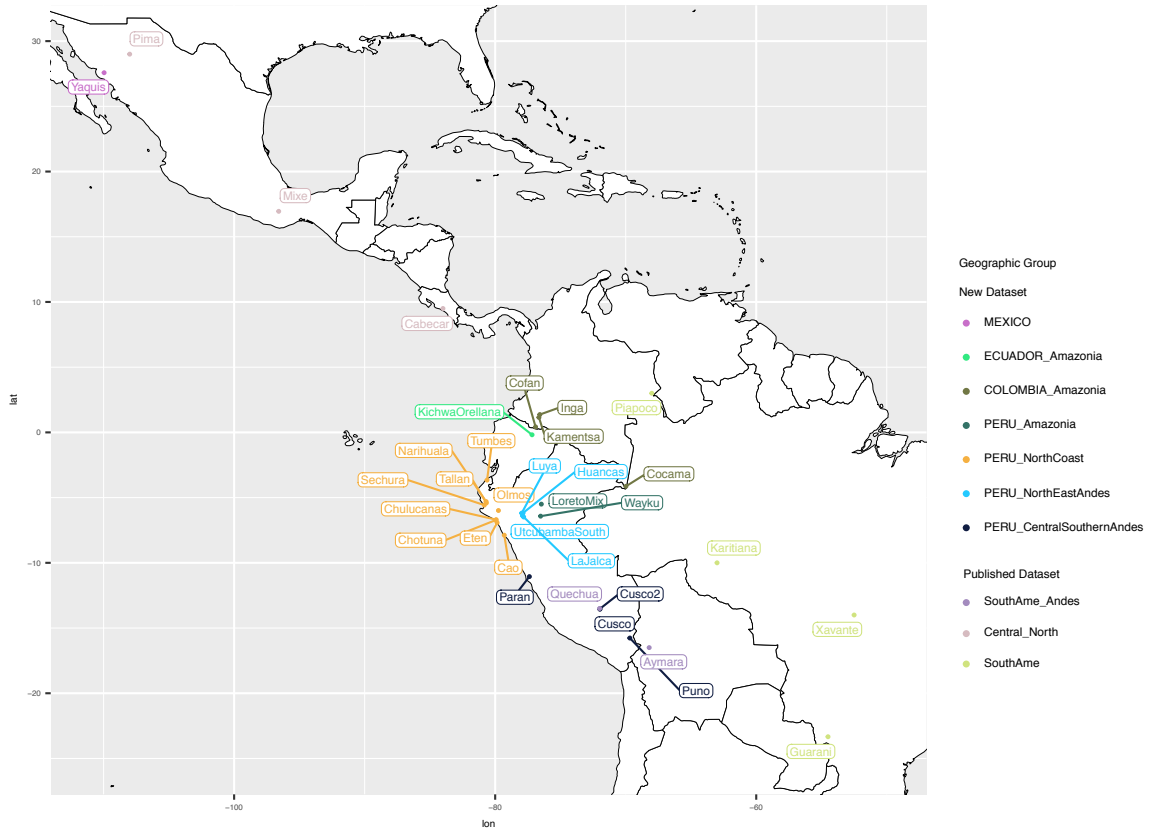 30
20
10
0
−10
−20
lat
−100
−80
−60
lon
Pima
Yaquis
Mixe
Cabecar
Cofan
Inga
Piapoco
KichwaOrellana
Kamentsa
Tumbes
Narihuala
Luya
Huancas
Cocama
Sechura
Tallan
Olmos
LoretoMix
Wayku
Chulucanas
UtcubambaSouth
Chotuna
Eten
Karitiana
LaJalca
Cao
Quechua
Cusco2
Paran
Cusco
Xavante
Aymara
Puno
Guarani
Geographic Group
New Dataset
MEXICO
ECUADOR_Amazonia
COLOMBIA_Amazonia
PERU_Amazonia
PERU_NorthCoast
PERU_NorthEastAndes
PERU_CentralSouthernAndes
Published Dataset
SouthAme_Andes
Central_North
SouthAme